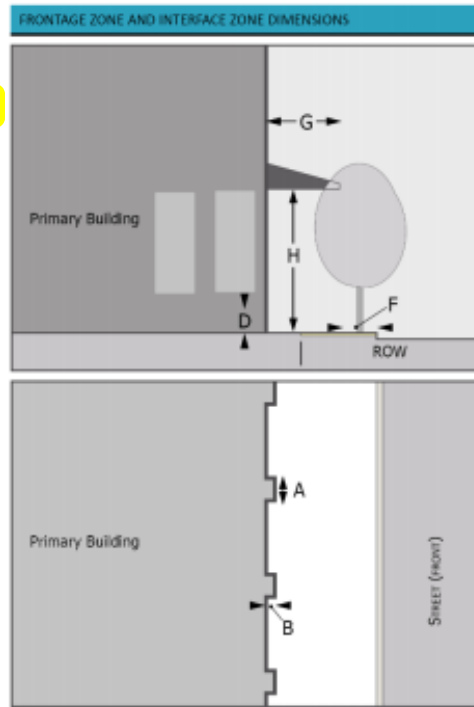 FRONTAGE ZONE AND INTERFACE ZONE DIMENSIONS
G
Primary Building
H
D
F
ROW
A
Primary Building
B
STREET (FRONT)